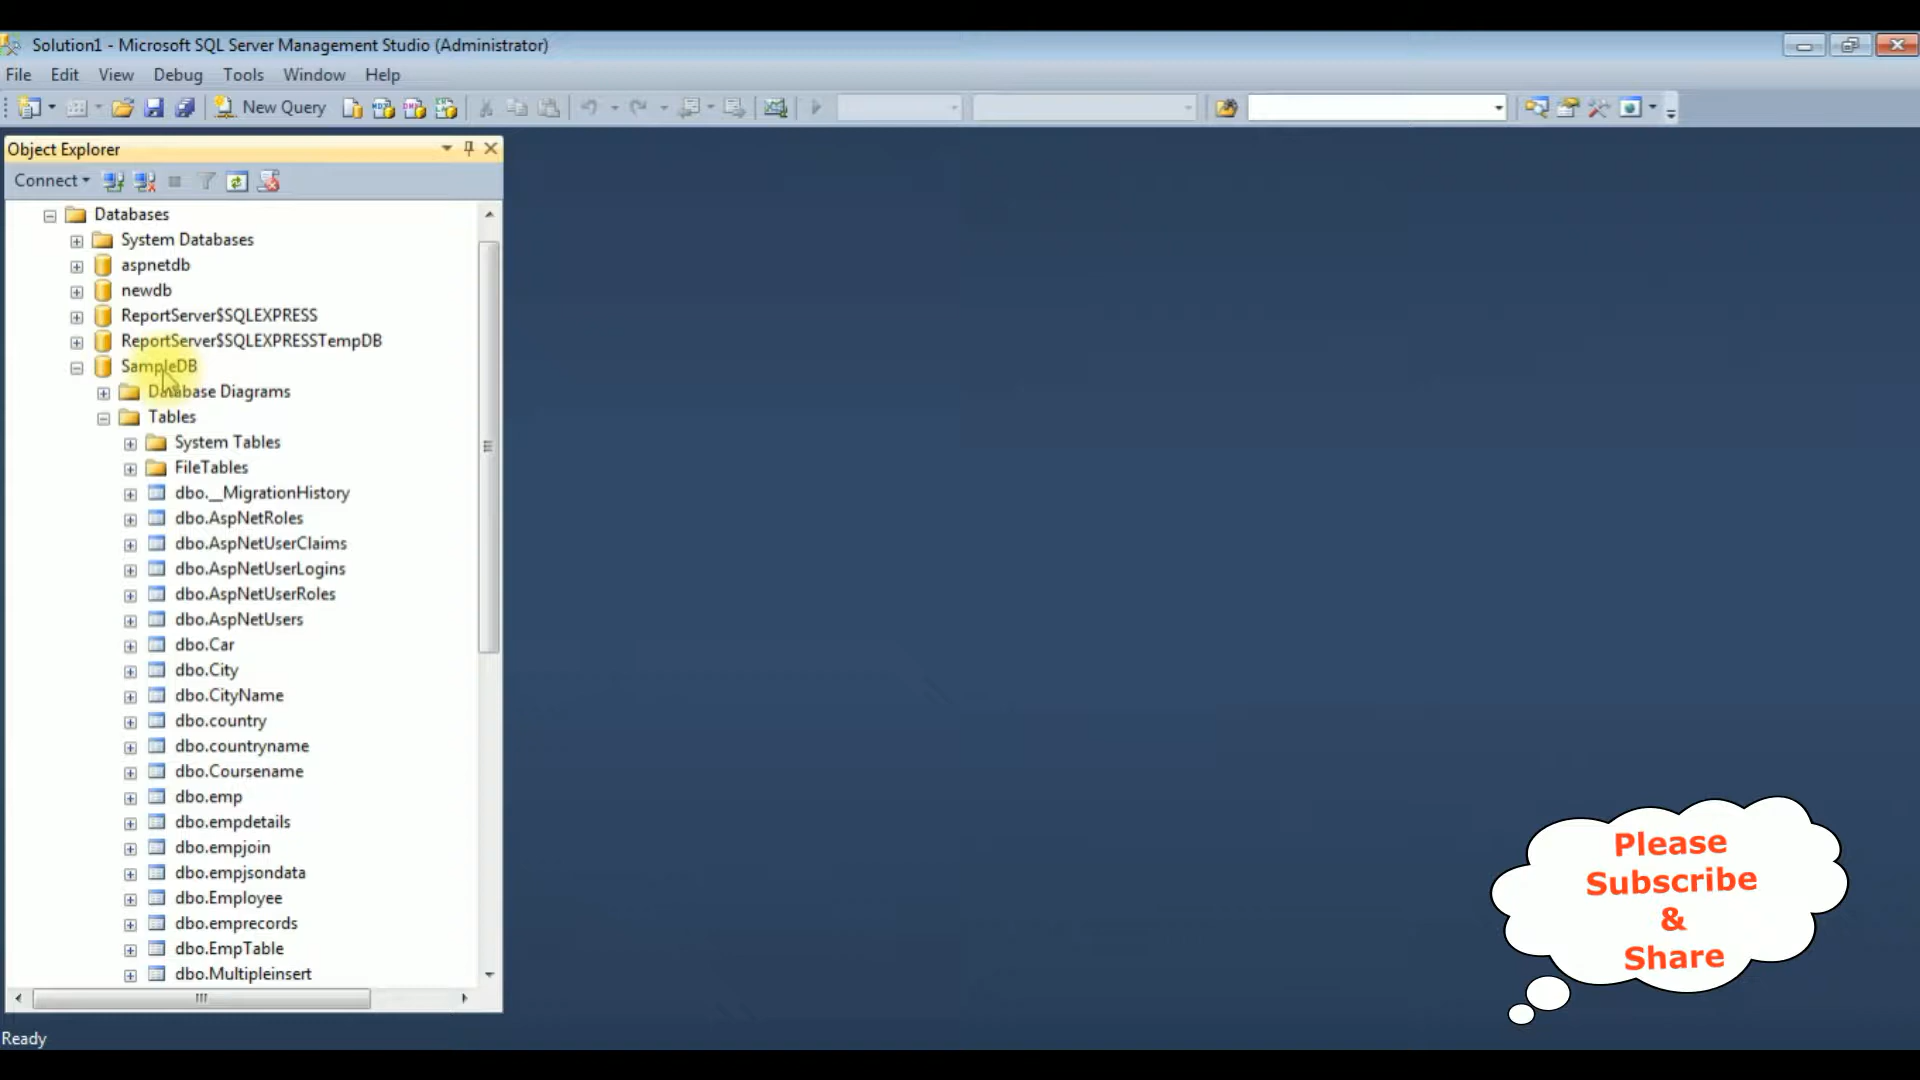 Solution1 - Microsoft SQL Server Management Studio (Administrator)
File Edit View Debug Tools Window Help
New Query
Object Explorer
Connect
Databases
System Databases
aspnetdb
newdb
ReportServer$SQLEXPRESS
ReportServer$SQLEXPRESSTempDB
SampleDB
Database Diagrams
Tables
System Tables
FileTables
dbo.__MigrationHistory
dbo.AspNetRoles
dbo.AspNetUserClaims
dbo.AspNetUserLogins
dbo.AspNetUserRoles
dbo.AspNetUsers
dbo.Car
dbo.City
dbo.CityName
dbo.country
dbo.countryname
dbo.Coursename
dbo.emp
dbo.empdetails
dbo.empjoin
dbo.empjsondata
dbo.Employee
dbo.emprecords
dbo.EmpTable
dbo.Multipleinsert
Ready
Please
Subscribe
&
Share